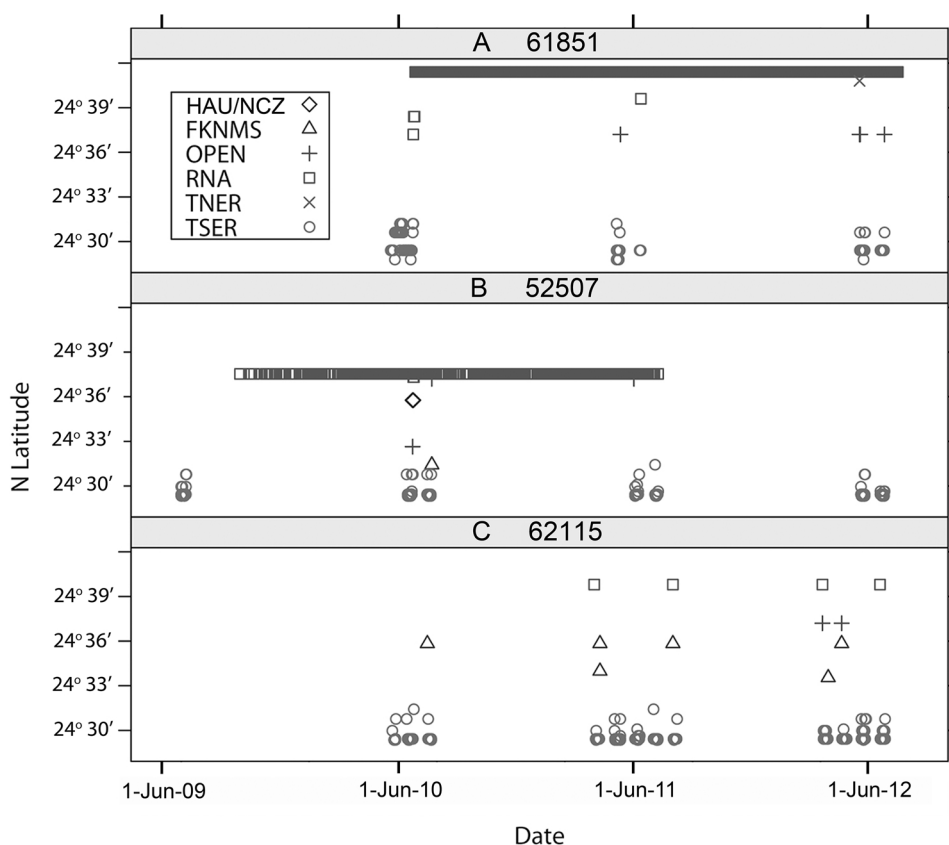 A 61851
24° 39′
24° 36′
24° 33′
24° 30′
HAU/NCZ
FKNMS
OPEN
RNA
TNER
TSER
B 52507
24° 39′
24° 36′
24° 33′
24° 30′
N Latitude
C 62115
24° 39′
24° 36′
24° 33′
24° 30′
1-Jun-09 1-Jun-10 1-Jun-11 1-Jun-12
Date